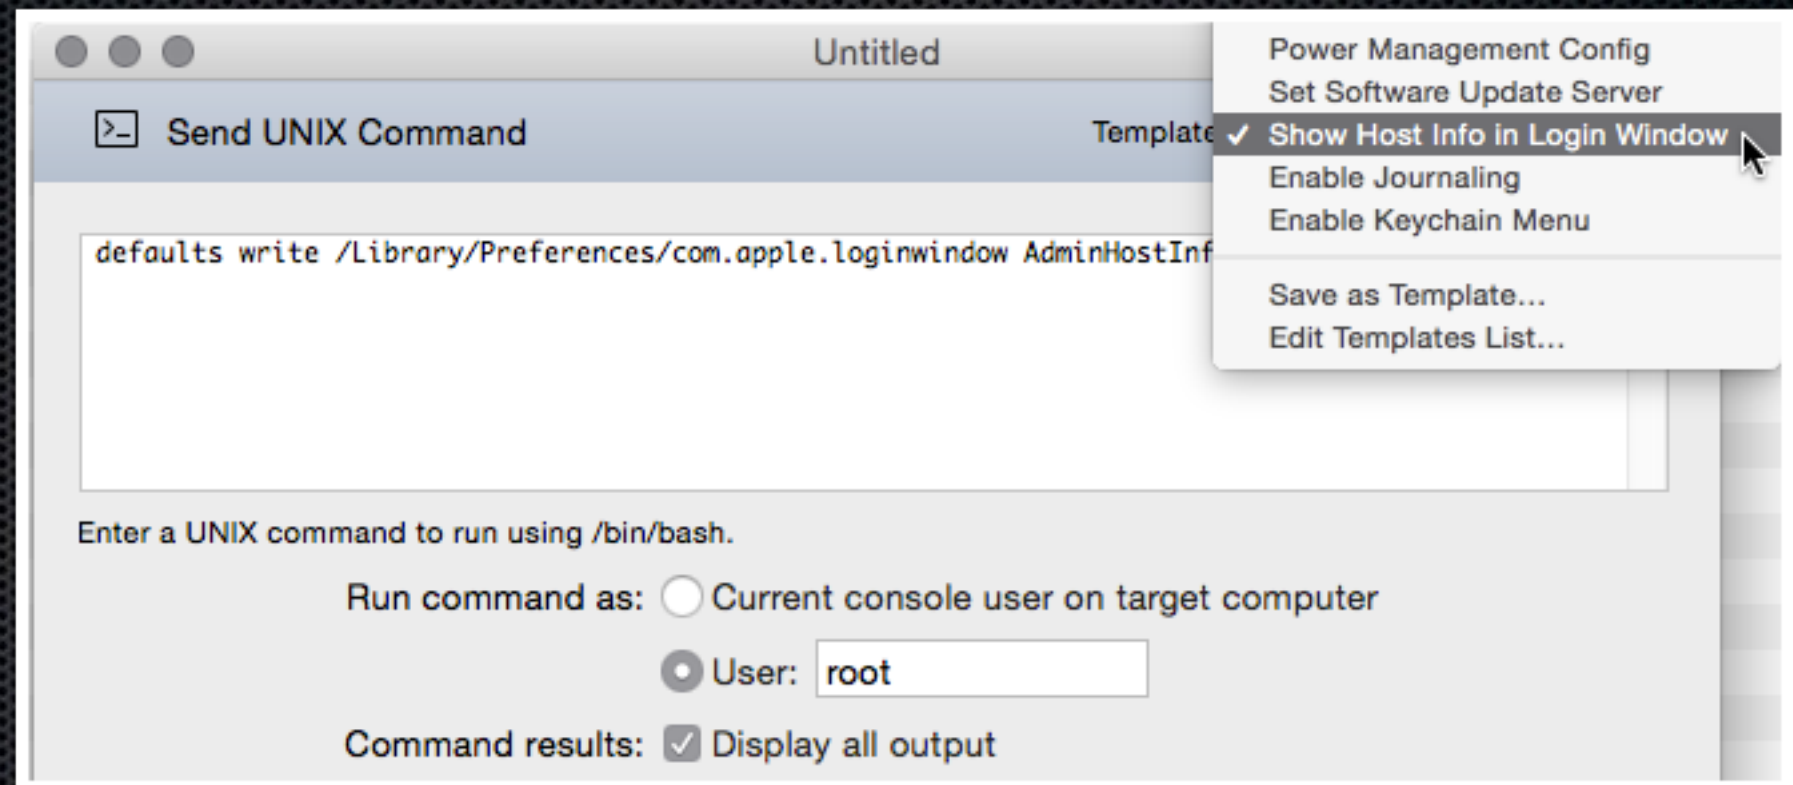 Untitled
Send UNIX Command
Template
Power Management Config
Set Software Update Server
✓ Show Host Info in Login Window
Enable Journaling
Enable Keychain Menu
Save as Template...
Edit Templates List...
defaults write /Library/Preferences/com.apple.loginwindow AdminHostInf
Enter a UNIX command to run using /bin/bash.
Run command as: Current console user on target computer
User: root
Command results: Display all output